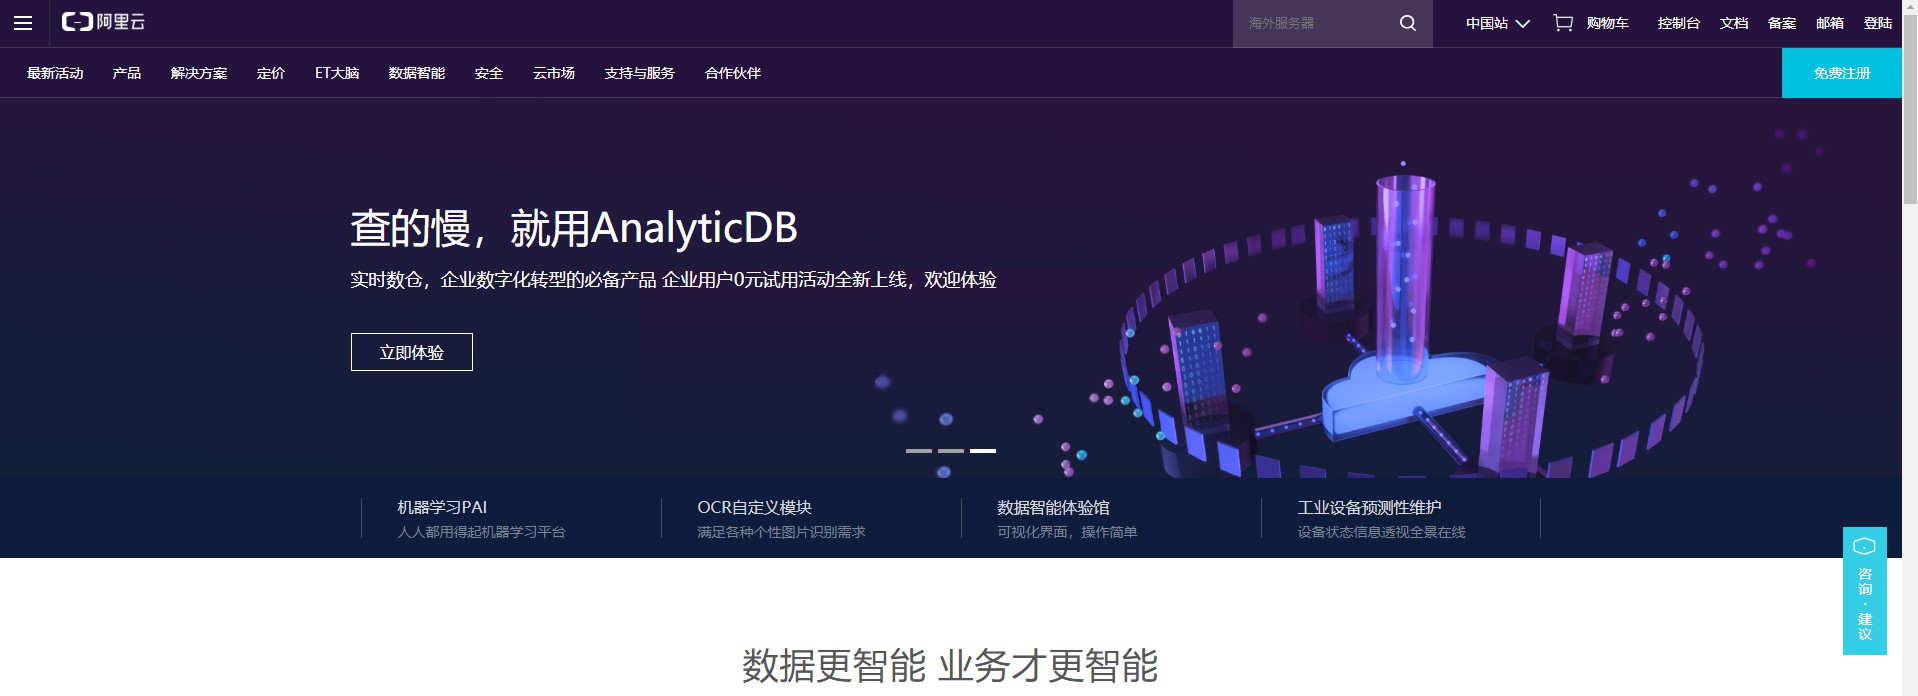 阿里云
海外服务器
中国站
购物车
控制台
文档
备案
邮箱
登陆
最新活动
产品
解决方案
定价
ET大脑
数据智能
安全
云市场
支持与服务
合作伙伴
免费注册
查的慢，就用AnalyticDB
实时数仓，企业数字化转型的必备产品 企业用户0元试用活动全新上线，欢迎体验
立即体验
机器学习PAI
人人都用得起机器学习平台
OCR自定义模块
满足各种个性图片识别需求
数据智能体验馆
可视化界面，操作简单
工业设备预测性维护
设备状态信息透视全景在线
咨询·建议
数据更智能 业务才更智能